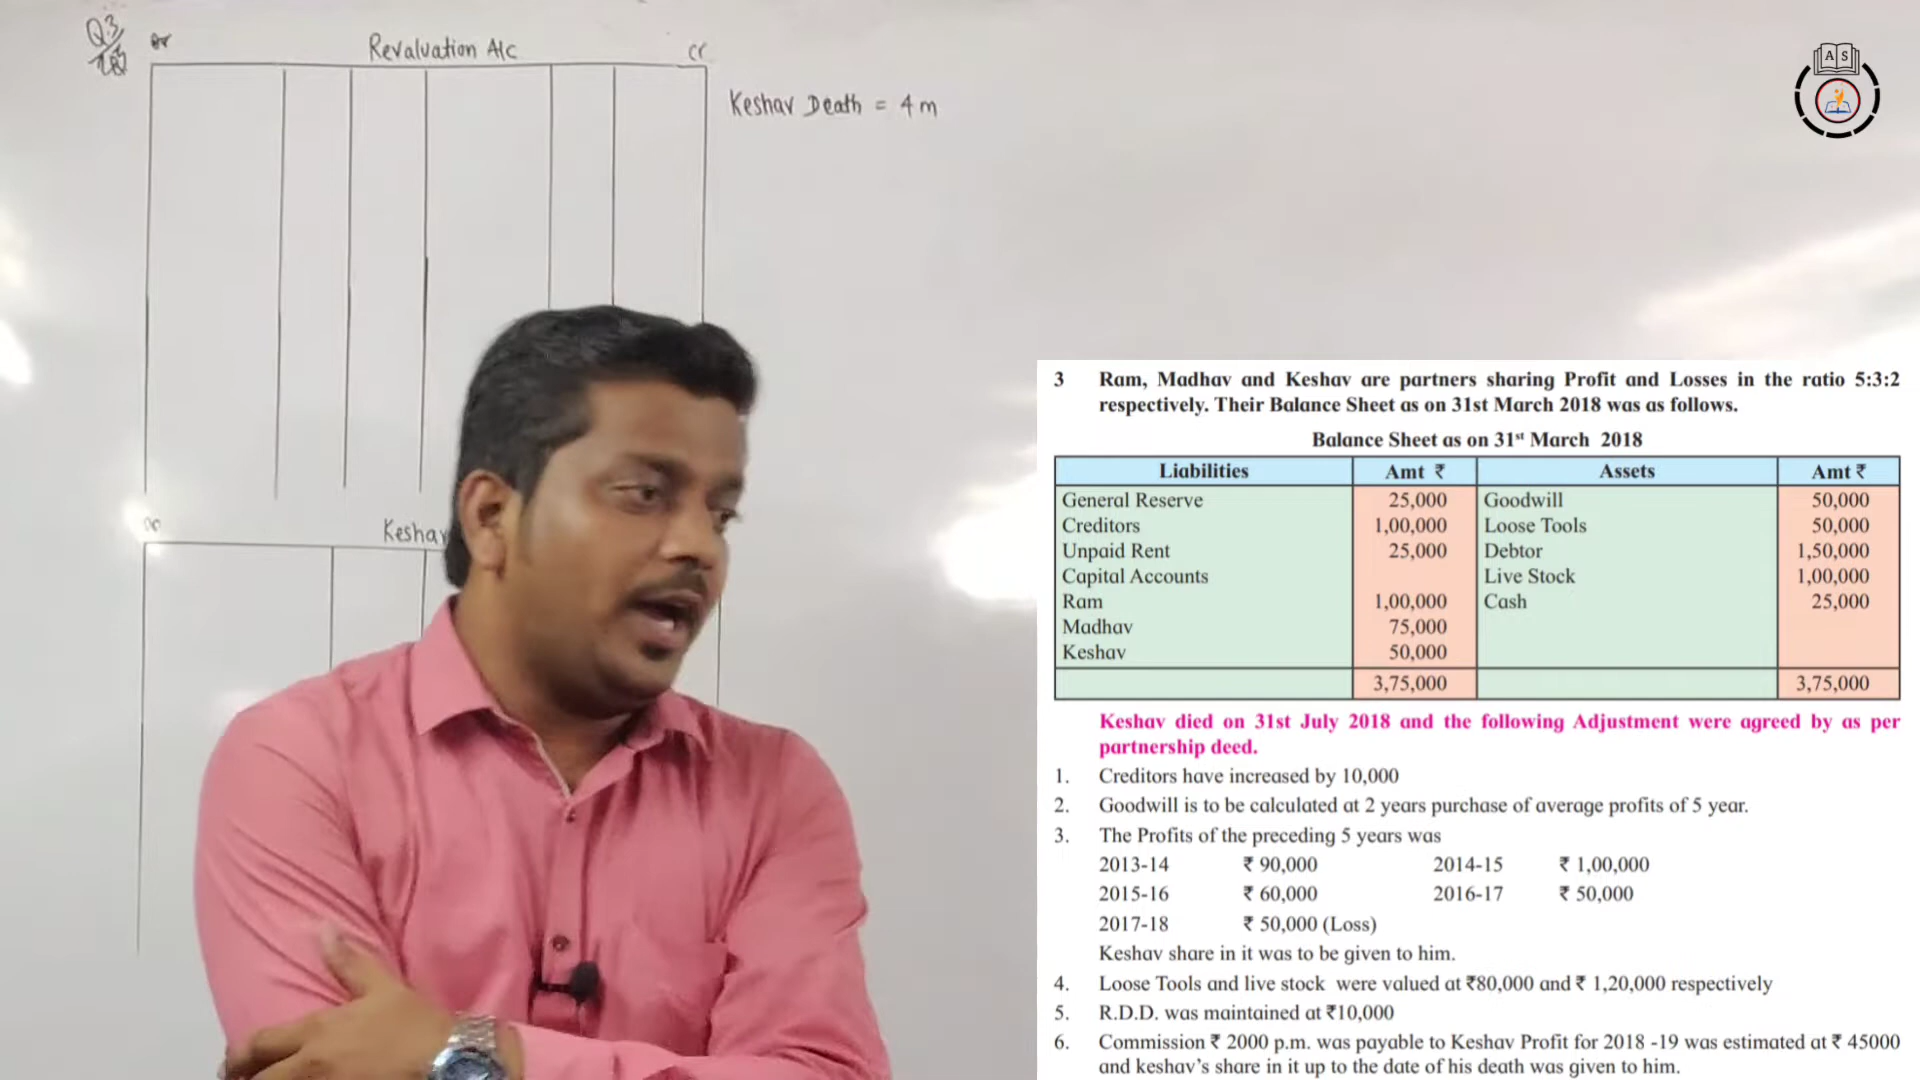 Q.3
Dr Revaluation A/c Cr
Keshav Death = 4 m
Keshav
A S
3 Ram, Madhav and Keshav are partners sharing Profit and Losses in the ratio 5:3:2
respectively. Their Balance Sheet as on 31st March 2018 was as follows.
Balance Sheet as on 31st March 2018
Liabilities Amt ₹ Assets Amt ₹
General Reserve 25,000 Goodwill 50,000
Creditors 1,00,000 Loose Tools 50,000
Unpaid Rent 25,000 Debtor 1,50,000
Capital Accounts Live Stock 1,00,000
Ram 1,00,000 Cash 25,000
Madhav 75,000
Keshav 50,000
3,75,000 3,75,000
Keshav died on 31st July 2018 and the following Adjustment were agreed by as per
partnership deed.
1. Creditors have increased by 10,000
2. Goodwill is to be calculated at 2 years purchase of average profits of 5 year.
3. The Profits of the preceding 5 years was
2013-14 ₹ 90,000 2014-15 ₹ 1,00,000
2015-16 ₹ 60,000 2016-17 ₹ 50,000
2017-18 ₹ 50,000 (Loss)
Keshav share in it was to be given to him.
4. Loose Tools and live stock were valued at ₹80,000 and ₹ 1,20,000 respectively
5. R.D.D. was maintained at ₹10,000
6. Commission ₹ 2000 p.m. was payable to Keshav Profit for 2018 -19 was estimated at ₹ 45000
and keshav's share in it up to the date of his death was given to him.